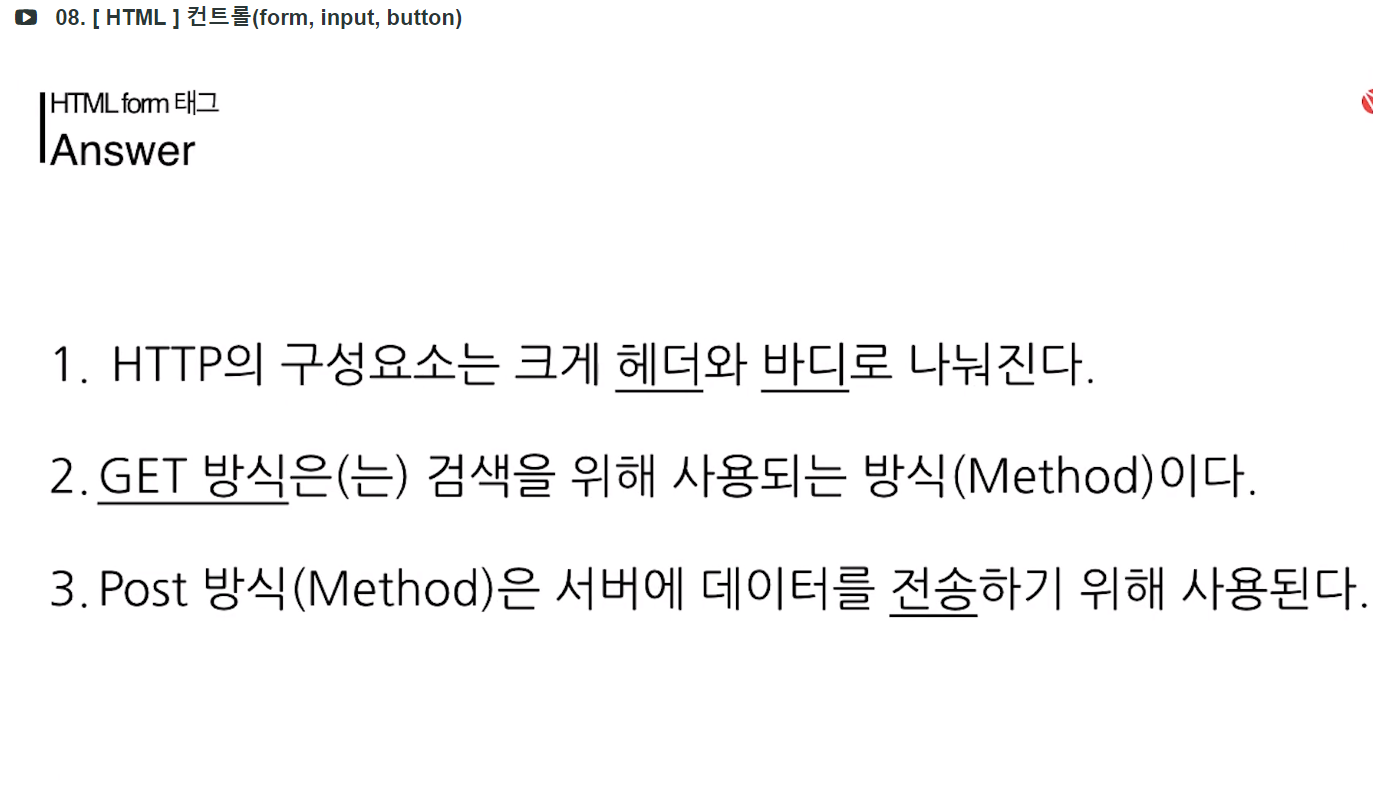 08. [ HTML ] 컨트롤(form, input, button)
HTML form 태그
Answer
1. HTTP의 구성요소는 크게 헤더와 바디로 나눠진다.
2. GET 방식은(는) 검색을 위해 사용되는 방식(Method)이다.
3. Post 방식(Method)은 서버에 데이터를 전송하기 위해 사용된다.